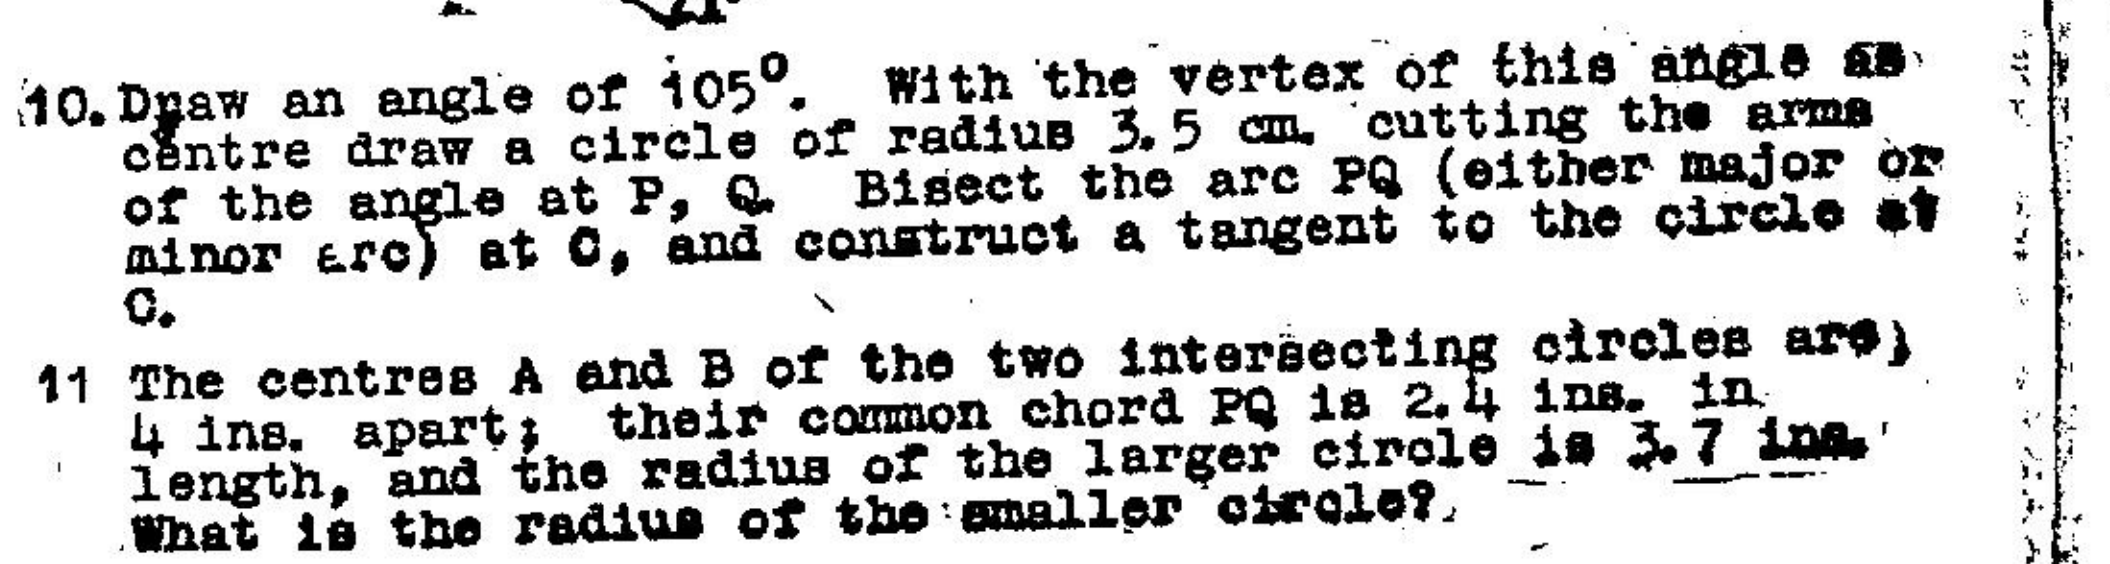 10. Draw an angle of 105°. With the vertex of this angle as
centre draw a circle of radius 3.5 cm. cutting the arms
of the angle at P, Q. Bisect the arc PQ (either major or
minor arc) at C, and construct a tangent to the circle at
C.
11 The centres A and B of the two intersecting circles are)
4 ins. apart; their common chord PQ is 2.4 ins. in
length, and the radius of the larger circle is 3.7 ins.
What is the radius of the smaller circle?